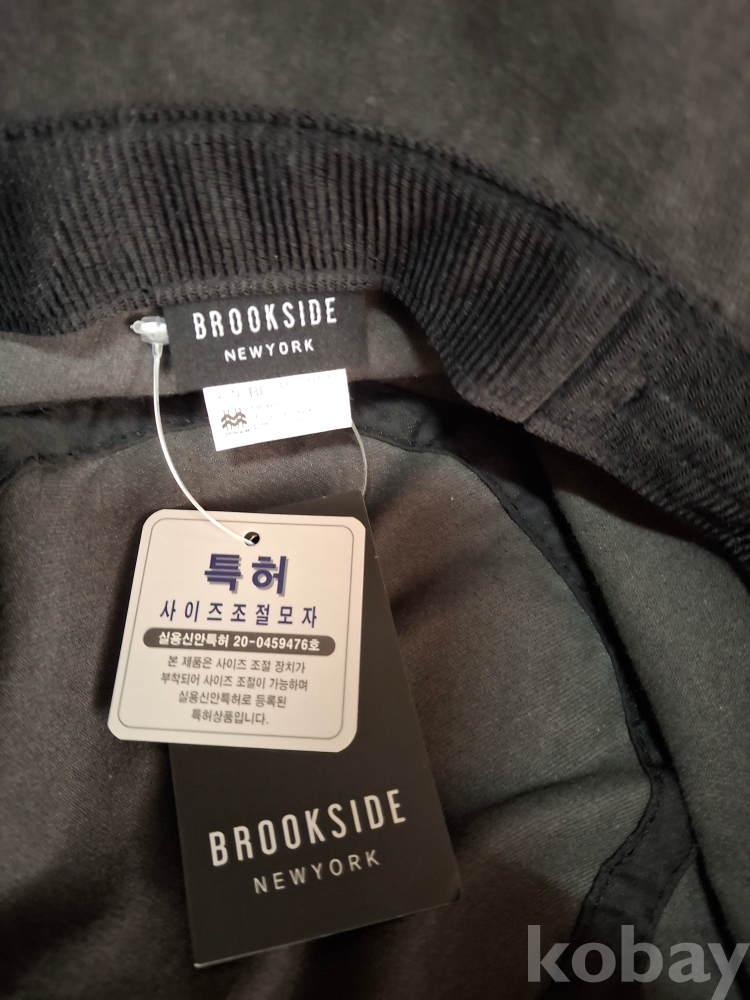 BROOKSIDE
NEWYORK
특허
사이즈조절모자
실용신안특허 20-0459476호
본 제품은 사이즈 조절 장치가
부착되어 사이즈 조절이 가능하며
실용신안특허로 등록된
특허상품입니다.
BROOKSIDE
NEWYORK
kobay